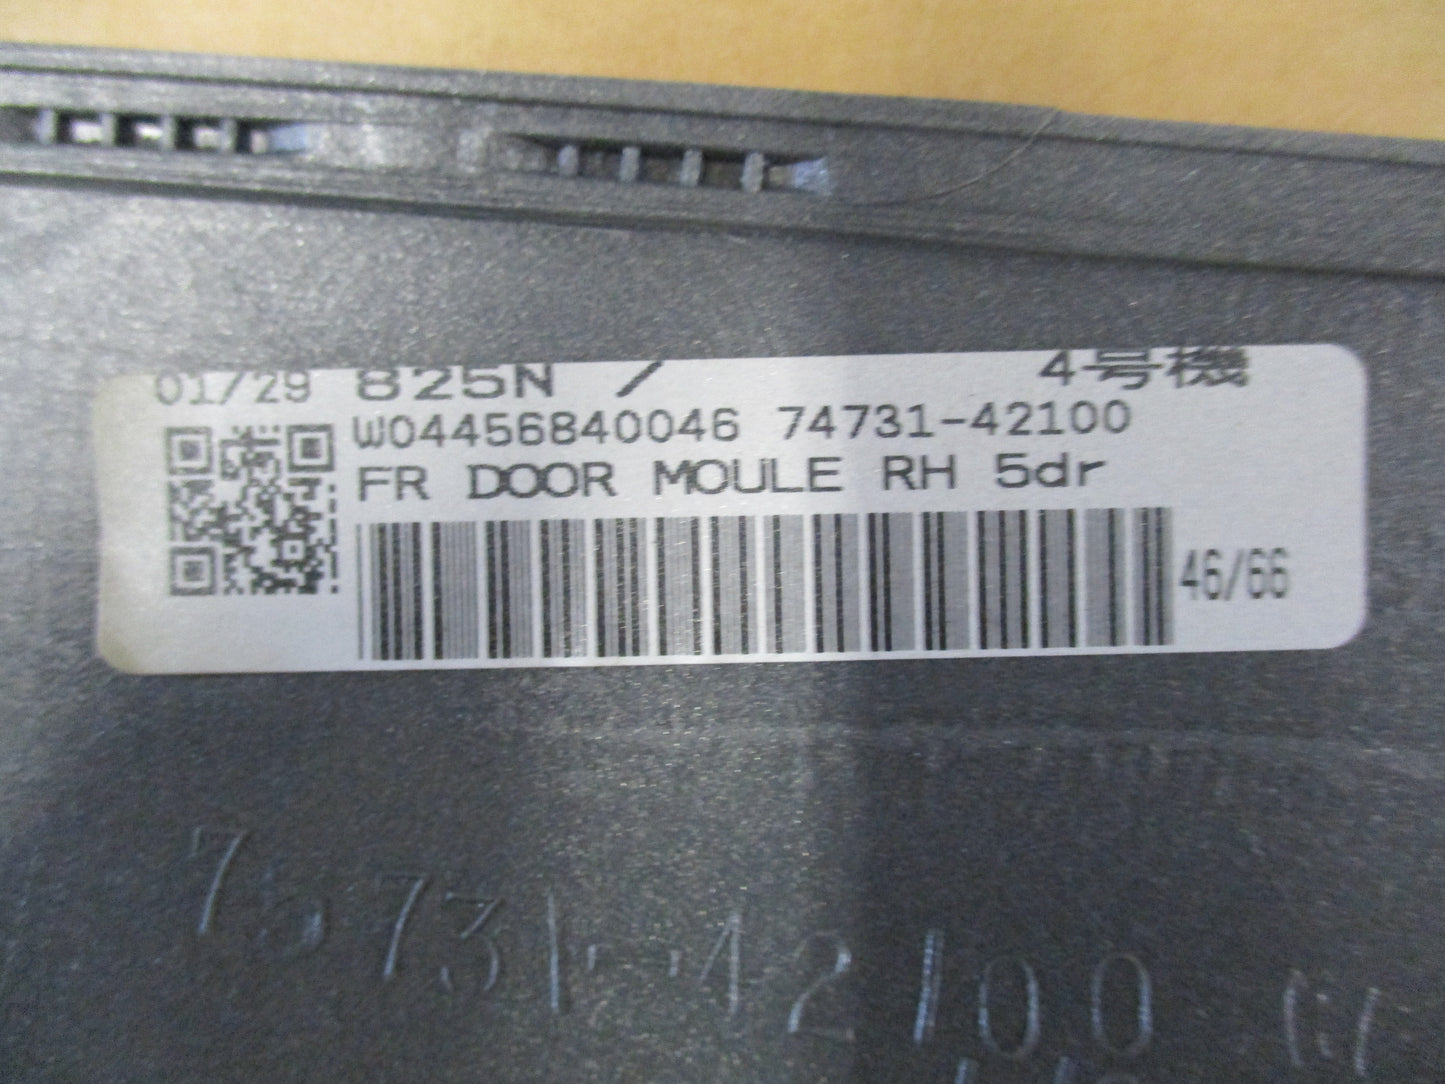 01/29 825N / 4号機
W04456840046 74731-42100
FR DOOR MOULE RH 5dr
46/66
75731-42100